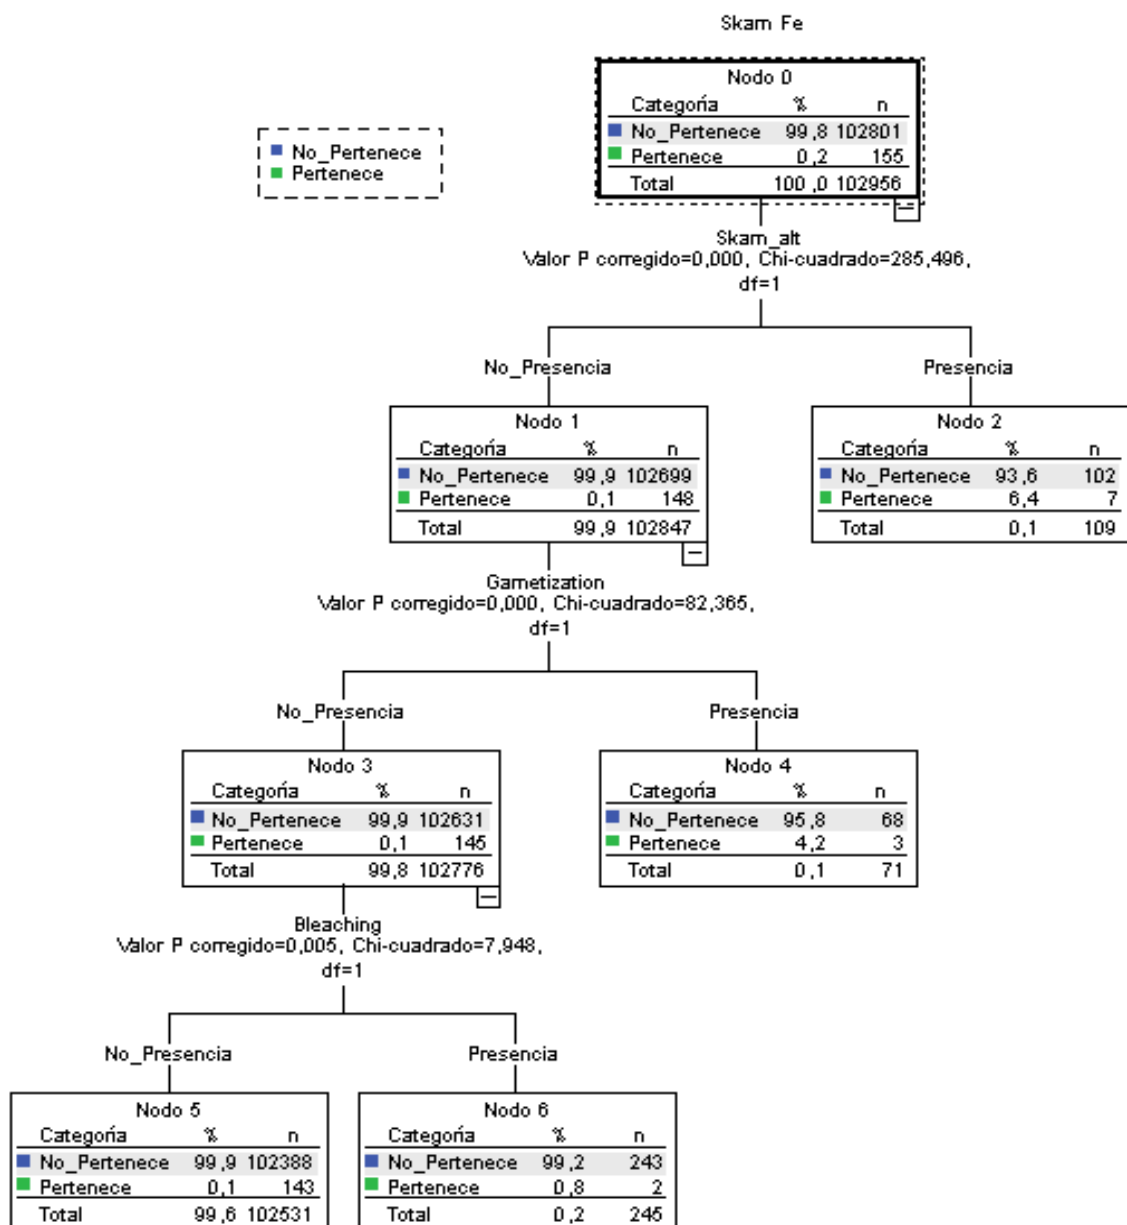 Skarn Fe
Nodo 0
Categoría % n
No_Pertenece 99,8 102801
Pertenece 0,2 155
Total 100,0 102956
No_Pertenece
Pertenece
Skarn_alt
Valor P corregido=0,000, Chi-cuadrado=285,496,
df=1
No_Presencia
Presencia
Nodo 1
Categoría % n
No_Pertenece 99,9 102699
Pertenece 0,1 148
Total 99,9 102847
Nodo 2
Categoría % n
No_Pertenece 93,6 102
Pertenece 6,4 7
Total 0,1 109
Garnetization
Valor P corregido=0,000, Chi-cuadrado=82,365,
df=1
No_Presencia
Presencia
Nodo 3
Categoría % n
No_Pertenece 99,9 102631
Pertenece 0,1 145
Total 99,8 102776
Nodo 4
Categoría % n
No_Pertenece 95,8 68
Pertenece 4,2 3
Total 0,1 71
Bleaching
Valor P corregido=0,005, Chi-cuadrado=7,948,
df=1
No_Presencia
Presencia
Nodo 5
Categoría % n
No_Pertenece 99,9 102388
Pertenece 0,1 143
Total 99,6 102531
Nodo 6
Categoría % n
No_Pertenece 99,2 243
Pertenece 0,8 2
Total 0,2 245